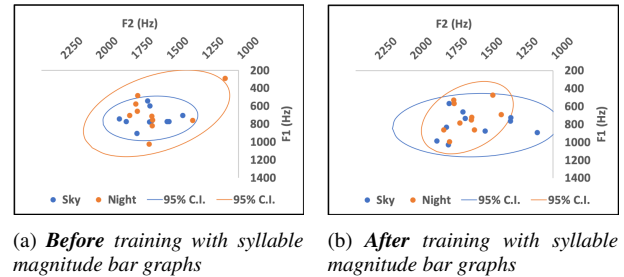 F2 (Hz)
2250 2000 1750 1500 1250 1000
200
400
600
800
1000
1200
1400
F1 (Hz)
Sky Night 95% C.I. 95% C.I.
(a) Before training with syllable
magnitude bar graphs
F2 (Hz)
2250 2000 1750 1500 1250 1000
200
400
600
800
1000
1200
1400
F1 (Hz)
Sky Night 95% C.I. 95% C.I.
(b) After training with syllable
magnitude bar graphs